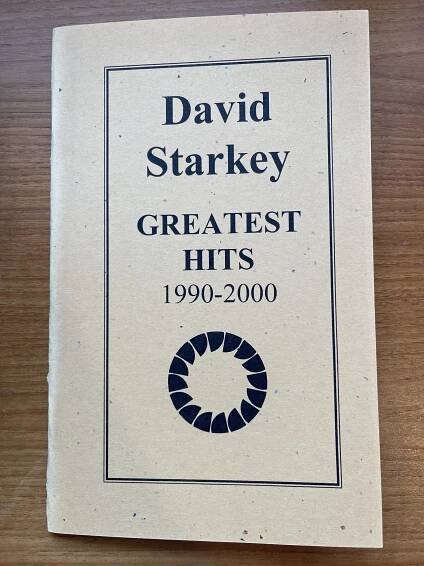 David
Starkey
GREATEST
HITS
1990-2000